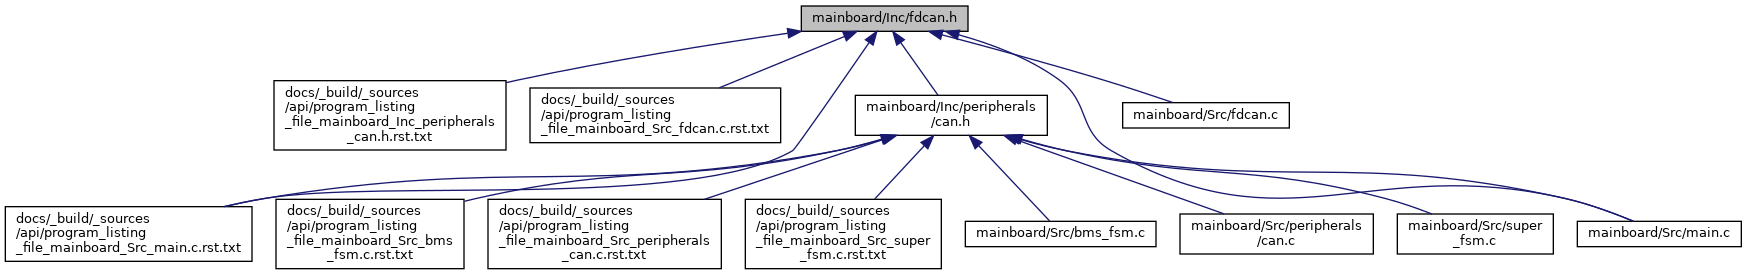 mainboard/Inc/fdcan.h
docs/_build/_sources
/api/program_listing
_file_mainboard_Inc_peripherals
_can.h.rst.txt
docs/_build/_sources
/api/program_listing
_file_mainboard_Src_fdcan.c.rst.txt
mainboard/Inc/peripherals
/can.h
mainboard/Src/fdcan.c
docs/_build/_sources
/api/program_listing
_file_mainboard_Src_main.c.rst.txt
docs/_build/_sources
/api/program_listing
_file_mainboard_Src_bms
_fsm.c.rst.txt
docs/_build/_sources
/api/program_listing
_file_mainboard_Src_peripherals
_can.c.rst.txt
docs/_build/_sources
/api/program_listing
_file_mainboard_Src_super
_fsm.c.rst.txt
mainboard/Src/bms_fsm.c
mainboard/Src/peripherals
/can.c
mainboard/Src/super
_fsm.c
mainboard/Src/main.c